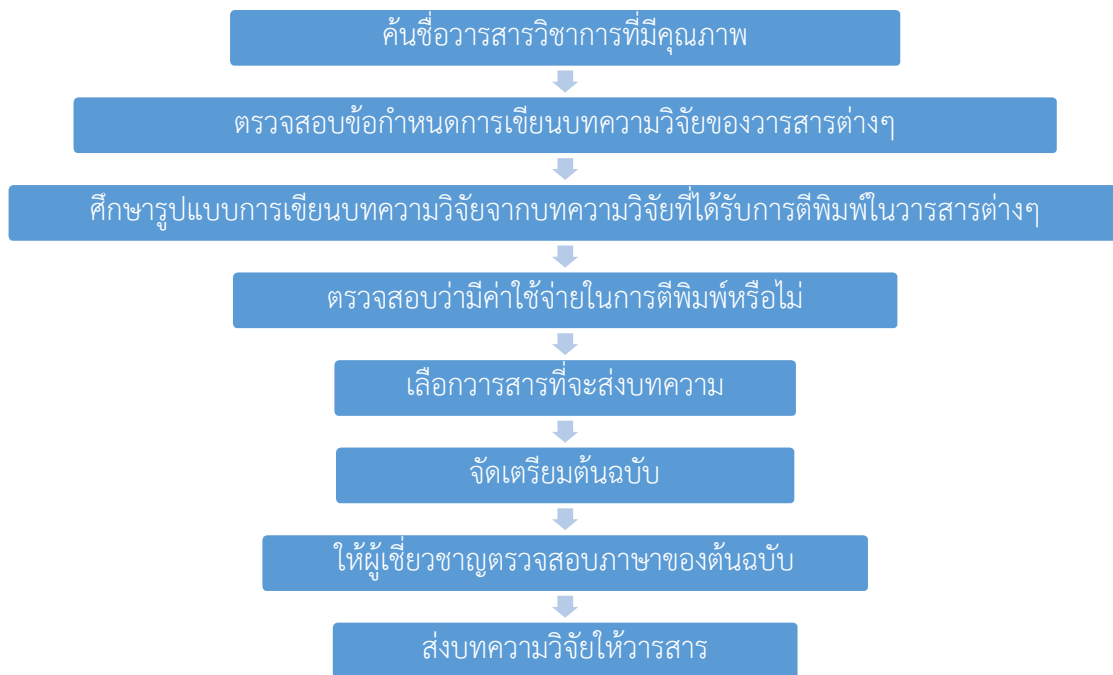 ค้นชื่อวารสารวิชาการที่มีคุณภาพ
ตรวจสอบข้อกำหนดการเขียนบทความวิจัยของวารสารต่างๆ
ศึกษารูปแบบการเขียนบทความวิจัยจากบทความวิจัยที่ได้รับการตีพิมพ์ในวารสารต่างๆ
ตรวจสอบว่ามีค่าใช้จ่ายในการตีพิมพ์หรือไม่
เลือกวารสารที่จะส่งบทความ
จัดเตรียมต้นฉบับ
ให้ผู้เชี่ยวชาญตรวจสอบภาษาของต้นฉบับ
ส่งบทความวิจัยให้วารสาร